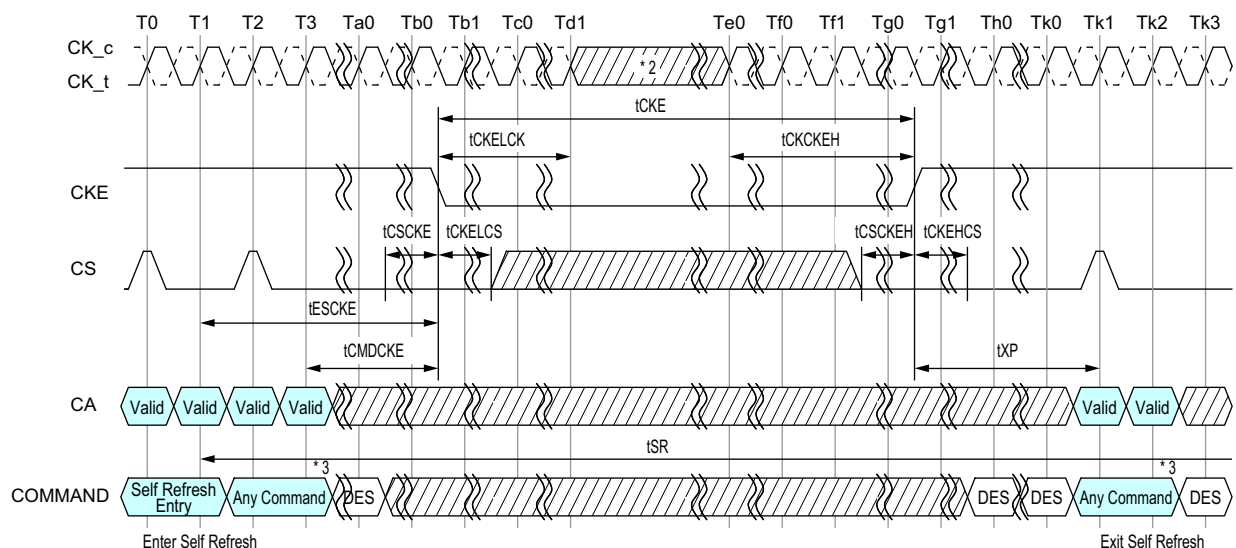 T0 T1 T2 T3 Ta0 Tb0 Tb1 Tc0 Td1 Te0 Tf0 Tf1 Tg0 Tg1 Th0 Tk0 Tk1 Tk2 Tk3
CK_c
CK_t
* 2
tCKE
tCKELCK
tCKCKEH
CKE
tCSCKE
tCKELCS
tCSCKEH
tCKEHCS
CS
tESCKE
tCMDCKE
tXP
CA
Valid Valid Valid Valid Valid Valid
tSR
* 3 * 3
COMMAND
Self Refresh
Entry
Any Command DES DES DES Any Command DES
Enter Self Refresh
Exit Self Refresh